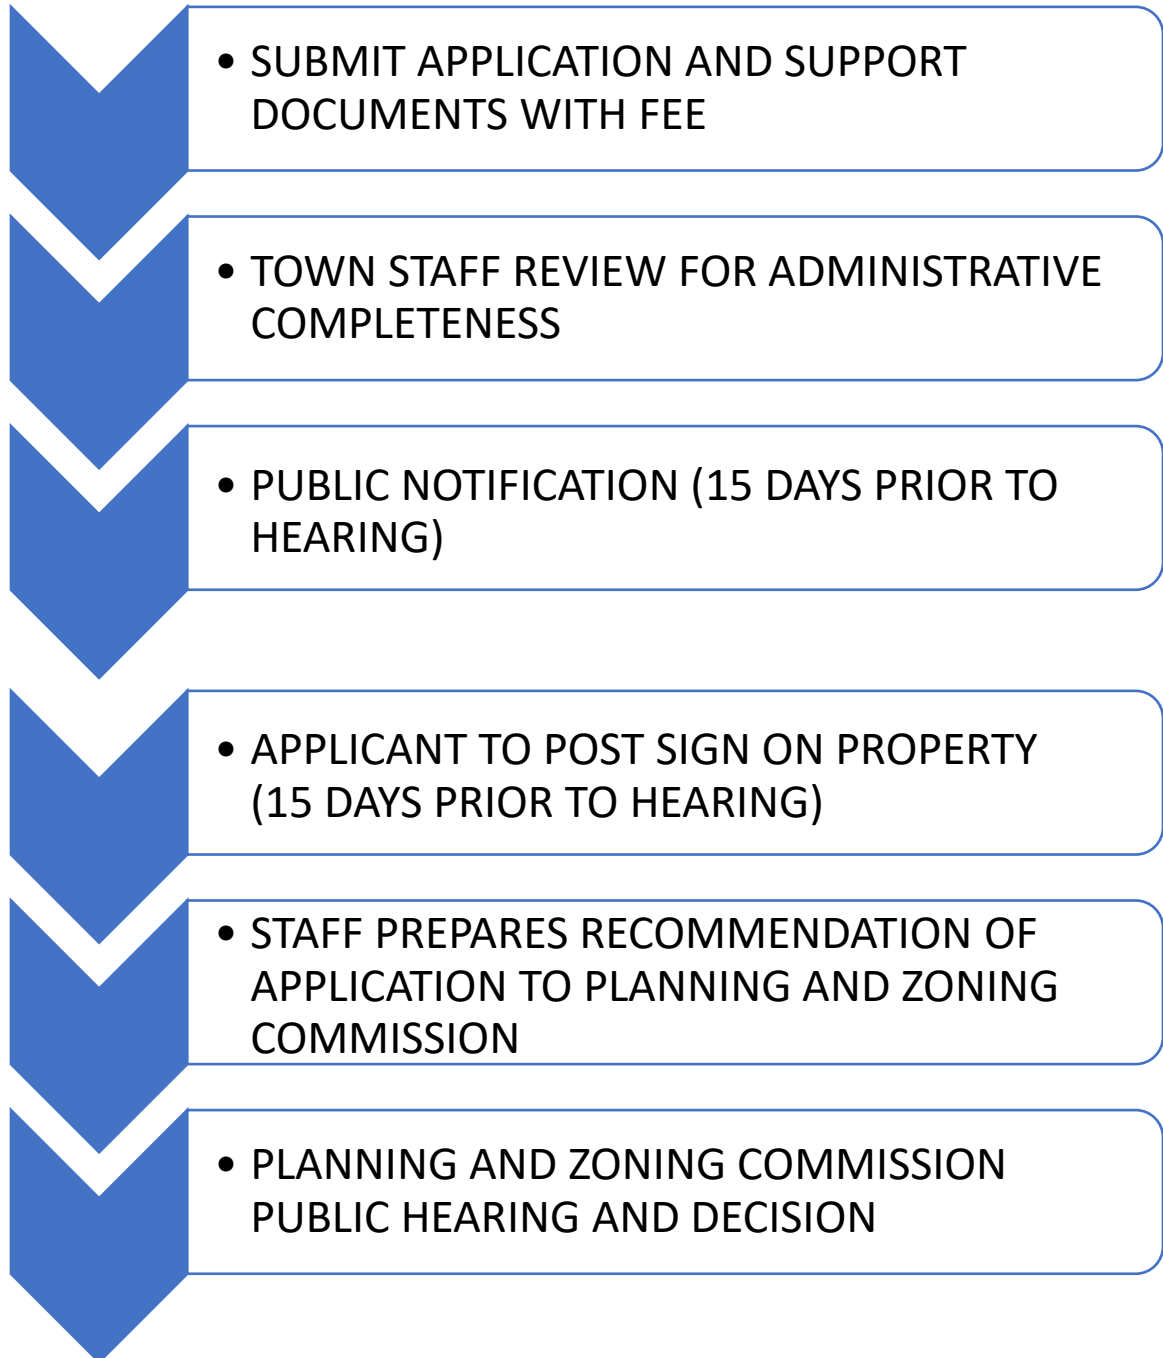 • SUBMIT APPLICATION AND SUPPORT
DOCUMENTS WITH FEE
• TOWN STAFF REVIEW FOR ADMINISTRATIVE
COMPLETENESS
• PUBLIC NOTIFICATION (15 DAYS PRIOR TO
HEARING)
• APPLICANT TO POST SIGN ON PROPERTY
(15 DAYS PRIOR TO HEARING)
• STAFF PREPARES RECOMMENDATION OF
APPLICATION TO PLANNING AND ZONING
COMMISSION
• PLANNING AND ZONING COMMISSION
PUBLIC HEARING AND DECISION